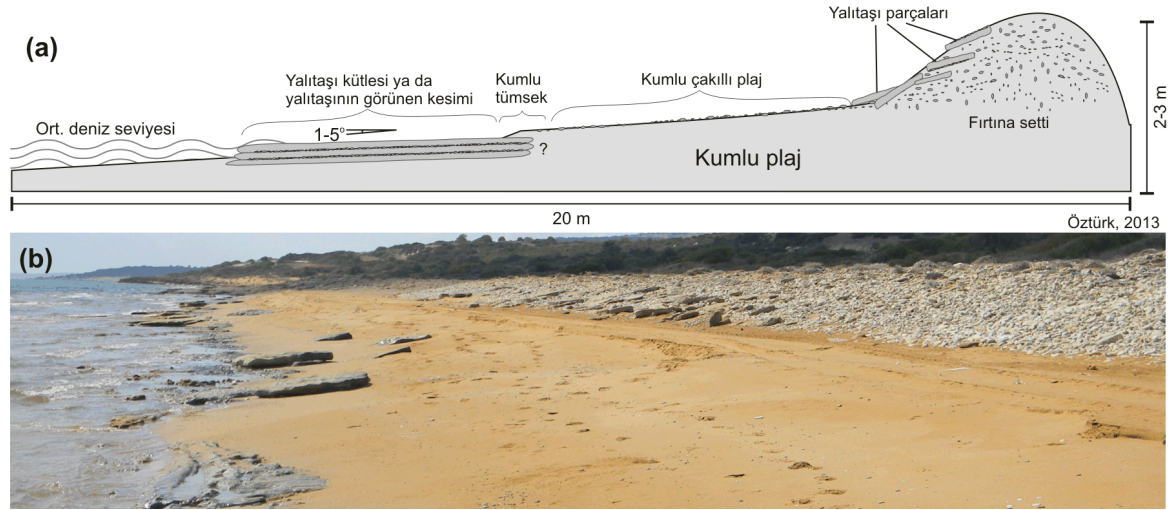 (a)
Yalıtaşı parçaları
Yalıtaşı kütlesi ya da
yalıtaşının görünen kesimi
Kumlu
tümsek
Kumlu çakıllı plaj
Ort. deniz seviyesi
1-5°
?
Fırtına setti
Kumlu plaj
2-3 m
20 m
Öztürk, 2013
(b)